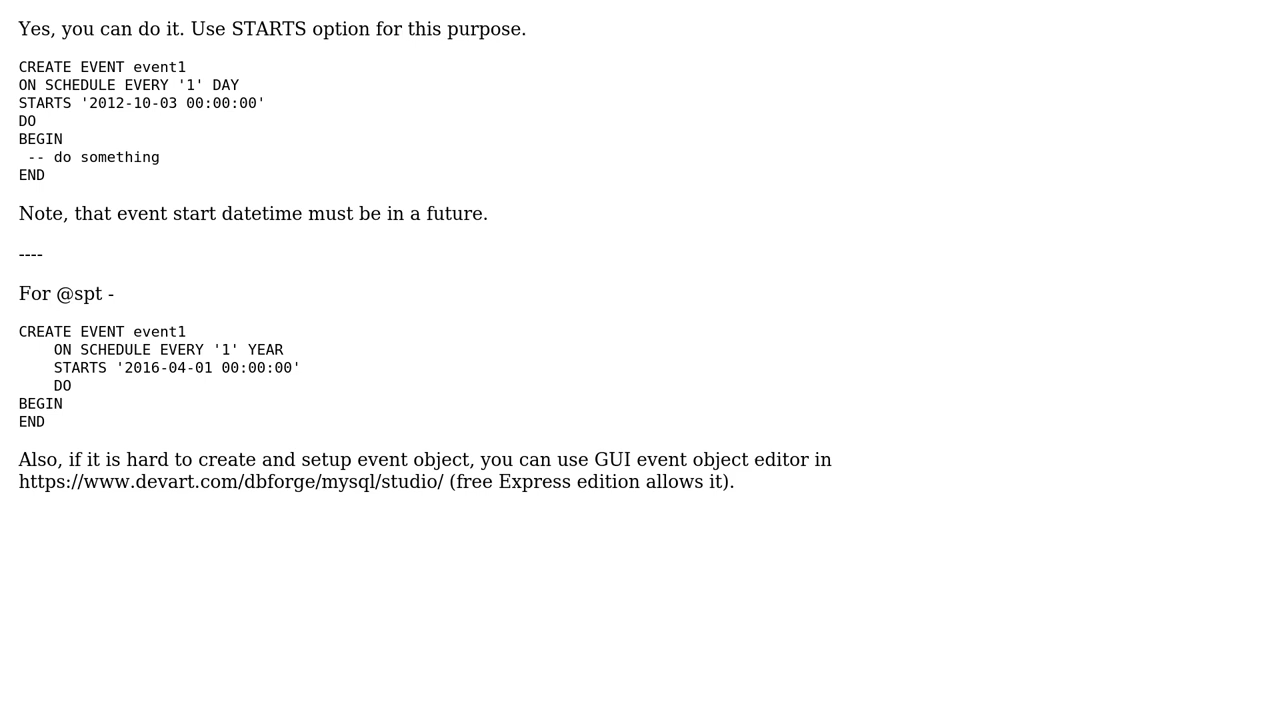 Yes, you can do it. Use STARTS option for this purpose.
CREATE EVENT event1
ON SCHEDULE EVERY '1' DAY
STARTS '2012-10-03 00:00:00'
DO
BEGIN
 -- do something
END
Note, that event start datetime must be in a future.
----
For @spt -
CREATE EVENT event1
    ON SCHEDULE EVERY '1' YEAR
    STARTS '2016-04-01 00:00:00'
    DO
BEGIN
END
Also, if it is hard to create and setup event object, you can use GUI event object editor in
https://www.devart.com/dbforge/mysql/studio/ (free Express edition allows it).